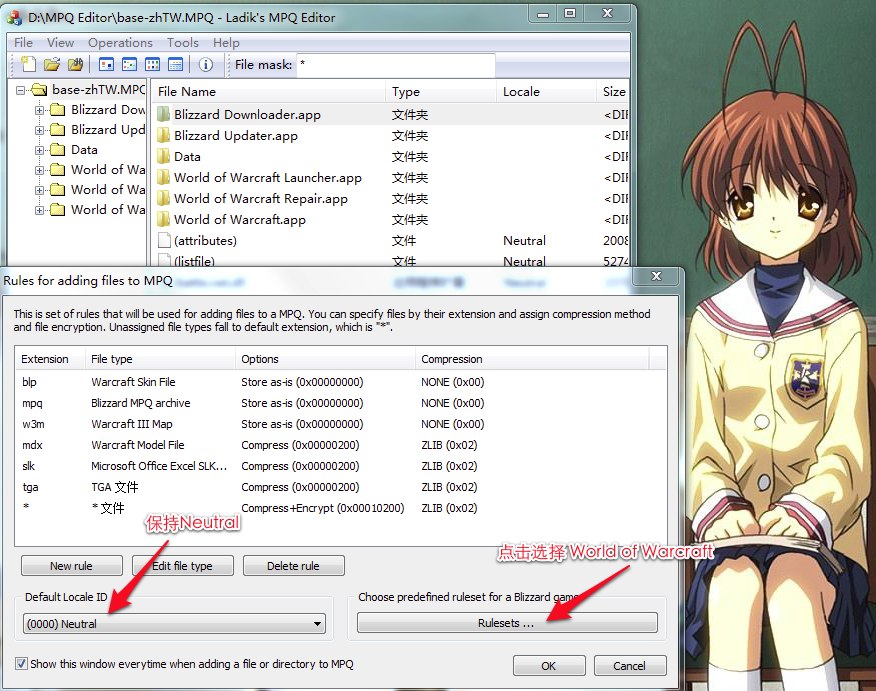 D:\MPQ Editor\base-zhTW.MPQ - Ladik's MPQ Editor
File View Operations Tools Help
File mask: *
base-zhTW.MPQ
Blizzard Dow
Blizzard Upd
Data
World of Wa
World of Wa
World of Wa
File Name Type Locale Size
Blizzard Downloader.app 文件夹 <DIR
Blizzard Updater.app 文件夹 <DIR
Data 文件夹 <DIR
World of Warcraft Launcher.app 文件夹 <DIR
World of Warcraft Repair.app 文件夹 <DIR
World of Warcraft.app 文件夹 <DIR
(attributes) 文件 Neutral 2008
(listfile) 文件 Neutral 5274
Rules for adding files to MPQ
This is set of rules that will be used for adding files to a MPQ. You can specify files by their extension and assign compression method
and file encryption. Unassigned file types fall to default extension, which is "*".
Extension File type Options Compression
blp Warcraft Skin File Store as-is (0x00000000) NONE (0x00)
mpq Blizzard MPQ archive Store as-is (0x00000000) NONE (0x00)
w3m Warcraft III Map Store as-is (0x00000000) NONE (0x00)
mdx Warcraft Model File Compress (0x00000200) ZLIB (0x02)
slk Microsoft Office Excel SLK... Compress (0x00000200) ZLIB (0x02)
tga TGA 文件 Compress (0x00000200) ZLIB (0x02)
* * 文件 Compress+Encrypt (0x00010200) ZLIB (0x02)
保持Neutral
点击选择 World of Warcraft
New rule Edit file type Delete rule
Default Locale ID Choose predefined ruleset for a Blizzard game
(0000) Neutral Rulesets ...
Show this window everytime when adding a file or directory to MPQ OK Cancel